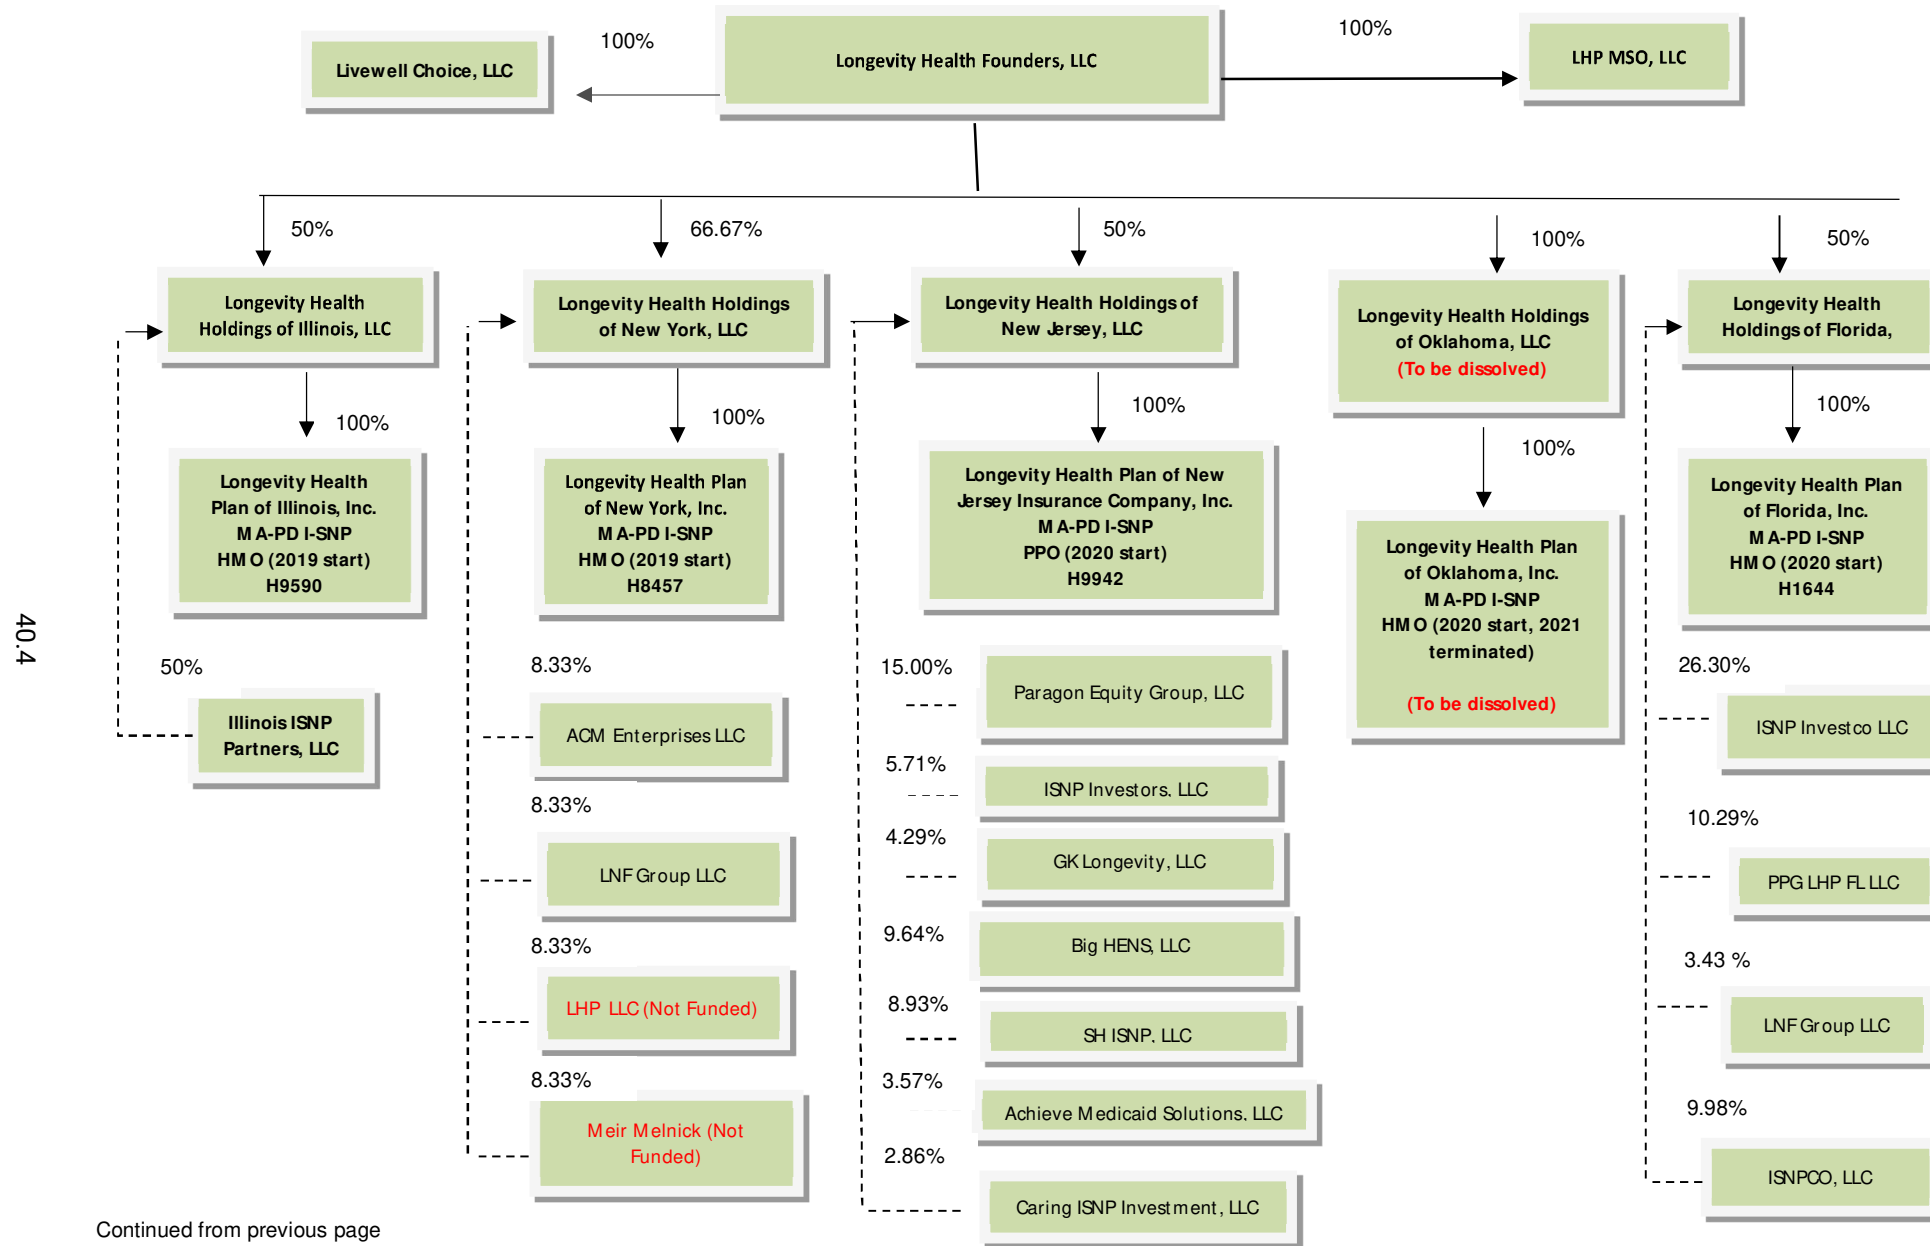 100%
100%
Livewell Choice, LLC
Longevity Health Founders, LLC
LHP MSO, LLC
50%
66.67%
50%
100%
50%
Longevity Health
Holdings of Illinois, LLC
Longevity Health Holdings
of New York, LLC
Longevity Health Holdings of
New Jersey, LLC
Longevity Health Holdings
of Oklahoma, LLC
(To be dissolved)
Longevity Health
Holdings of Florida,
100%
100%
100%
100%
100%
Longevity Health
Plan of Illinois, Inc.
MA-PD I-SNP
HMO (2019 start)
H9590
Longevity Health Plan
of New York, Inc.
MA-PD I-SNP
HMO (2019 start)
H8457
Longevity Health Plan of New
Jersey Insurance Company, Inc.
MA-PD I-SNP
PPO (2020 start)
H9942
Longevity Health Plan
of Oklahoma, Inc.
MA-PD I-SNP
HMO (2020 start, 2021
terminated)
(To be dissolved)
Longevity Health Plan
of Florida, Inc.
MA-PD I-SNP
HMO (2020 start)
H1644
40.4
50%
Illinois ISNP
Partners, LLC
8.33%
ACM Enterprises LLC
8.33%
LNF Group LLC
8.33%
LHP LLC (Not Funded)
8.33%
Meir Melnick (Not
Funded)
15.00%
Paragon Equity Group, LLC
5.71%
ISNP Investors, LLC
4.29%
GK Longevity, LLC
9.64%
Big HENS, LLC
8.93%
SH ISNP, LLC
3.57%
Achieve Medicaid Solutions, LLC
2.86%
Caring ISNP Investment, LLC
26.30%
ISNP Investco LLC
10.29%
PPG LHP FL LLC
3.43 %
LNF Group LLC
9.98%
ISNPCO, LLC
Continued from previous page